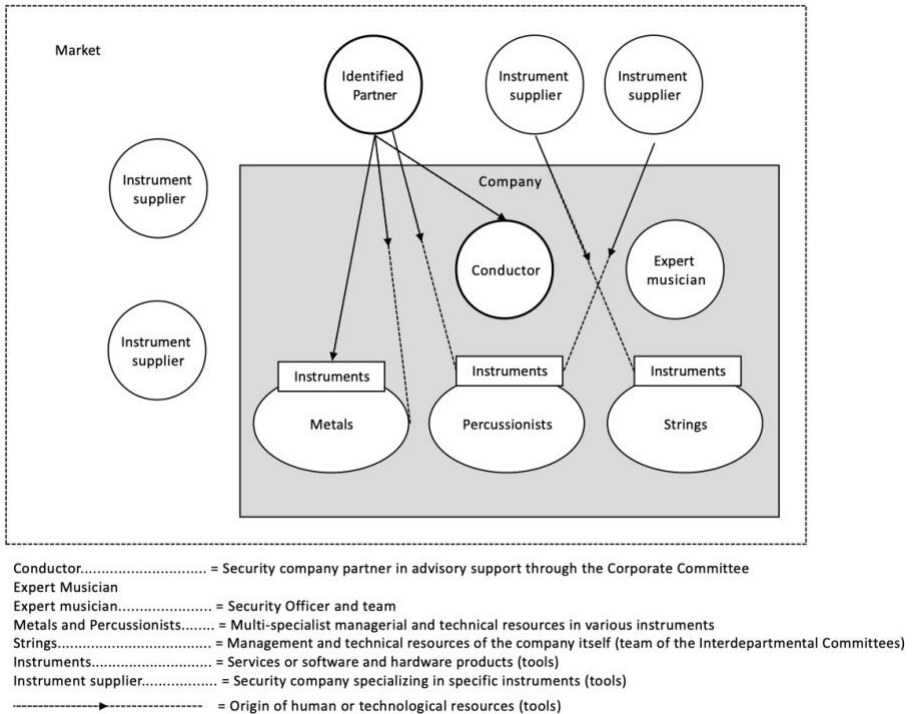 Market
Identified
Partner
Instrument
supplier
Instrument
supplier
Instrument
supplier
Company
Conductor
Expert
musician
Instrument
supplier
Instruments
Instruments
Instruments
Metals
Percussionists
Strings
Conductor.............................. = Security company partner in advisory support through the Corporate Committee
Expert Musician
Expert musician...................... = Security Officer and team
Metals and Percussionists........ = Multi-specialist managerial and technical resources in various instruments
Strings...................................... = Management and technical resources of the company itself (team of the Interdepartmental Committees)
Instruments............................. = Services or software and hardware products (tools)
Instrument supplier.................. = Security company specializing in specific instruments (tools)
= Origin of human or technological resources (tools)